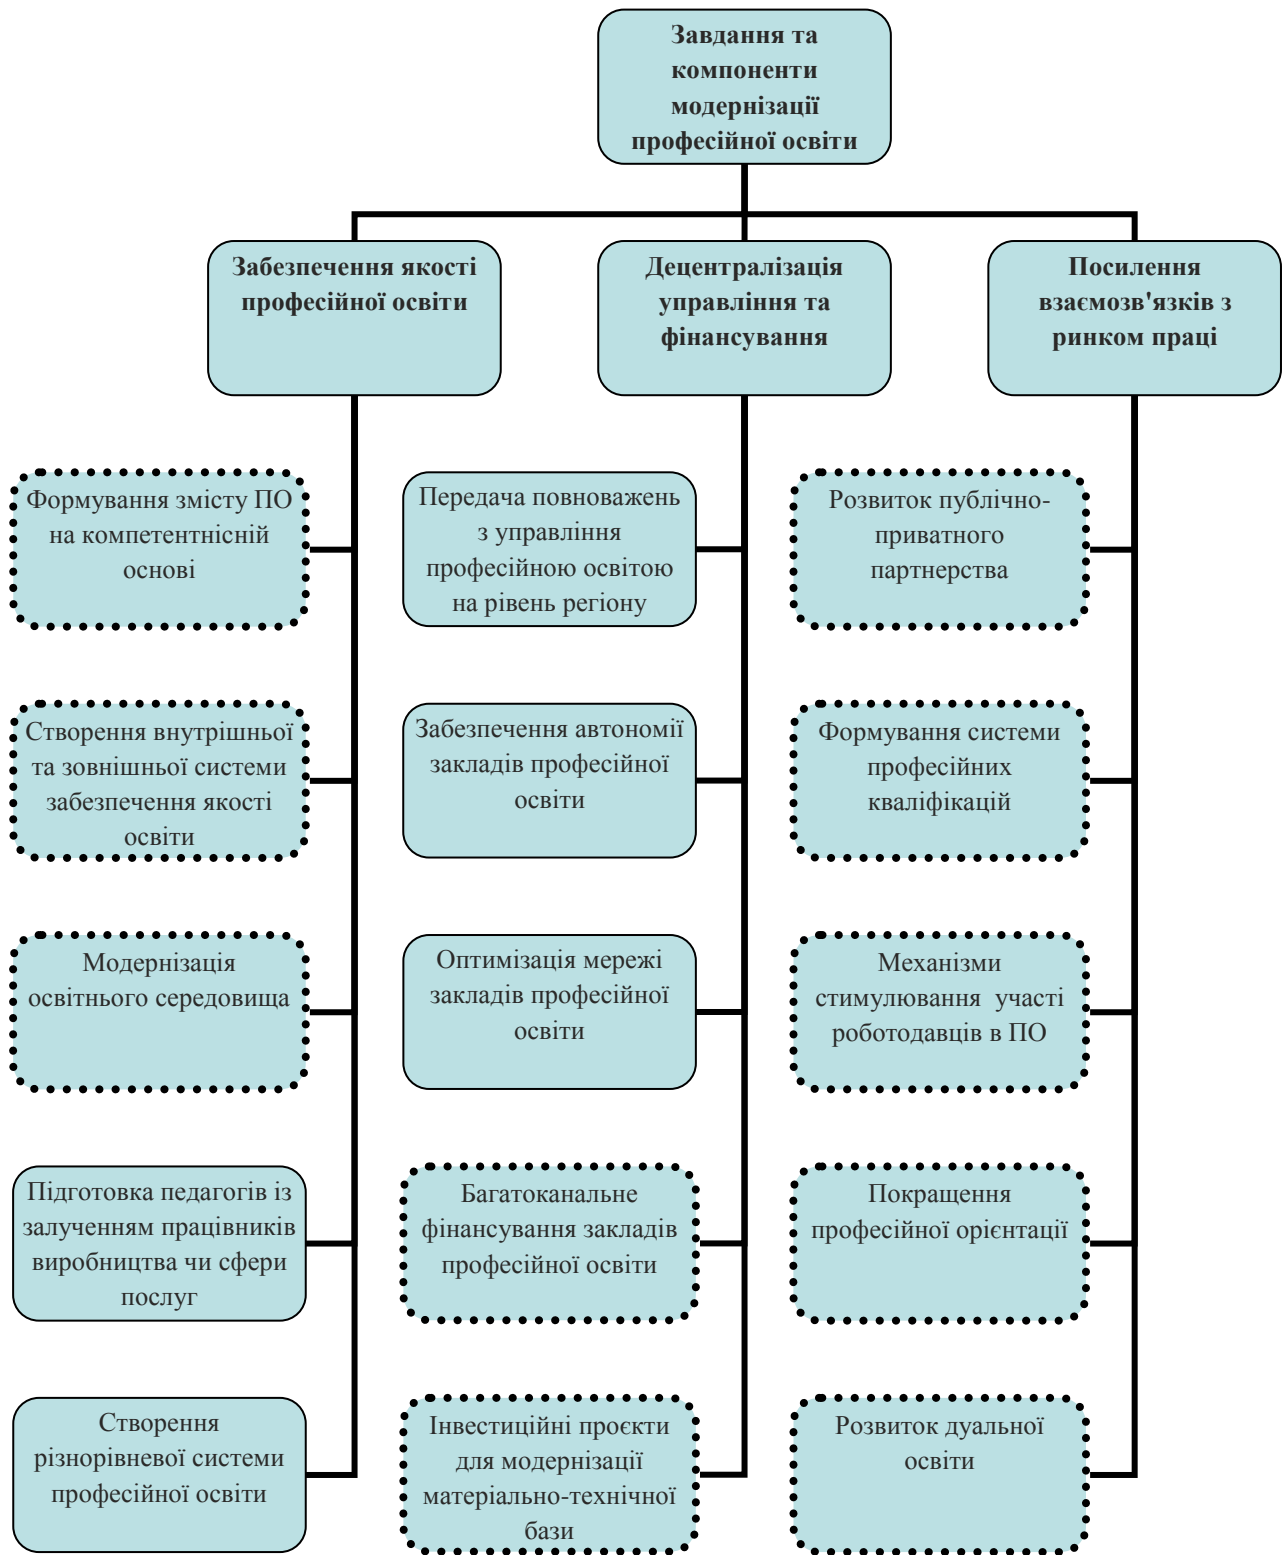 Завдання та
компоненти
модернізації
професійної освіти
Забезпечення якості
професійної освіти
Децентралізація
управління та
фінансування
Посилення
взаємозв'язків з
ринком праці
Формування змісту ПО
на компетентнісній
основі
Створення внутрішньої
та зовнішньої системи
забезпечення якості
освіти
Модернізація
освітнього середовища
Підготовка педагогів із
залученням працівників
виробництва чи сфери
послуг
Створення
різнорівневої системи
професійної освіти
Передача повноважень
з управління
професійною освітою
на рівень регіону
Забезпечення автономії
закладів професійної
освіти
Оптимізація мережі
закладів професійної
освіти
Багатоканальне
фінансування закладів
професійної освіти
Інвестиційні проєкти
для модернізації
матеріально-технічної
бази
Розвиток публічно-
приватного
партнерства
Формування системи
професійних
кваліфікацій
Механізми
стимулювання участі
роботодавців в ПО
Покращення
професійної орієнтації
Розвиток дуальної
освіти